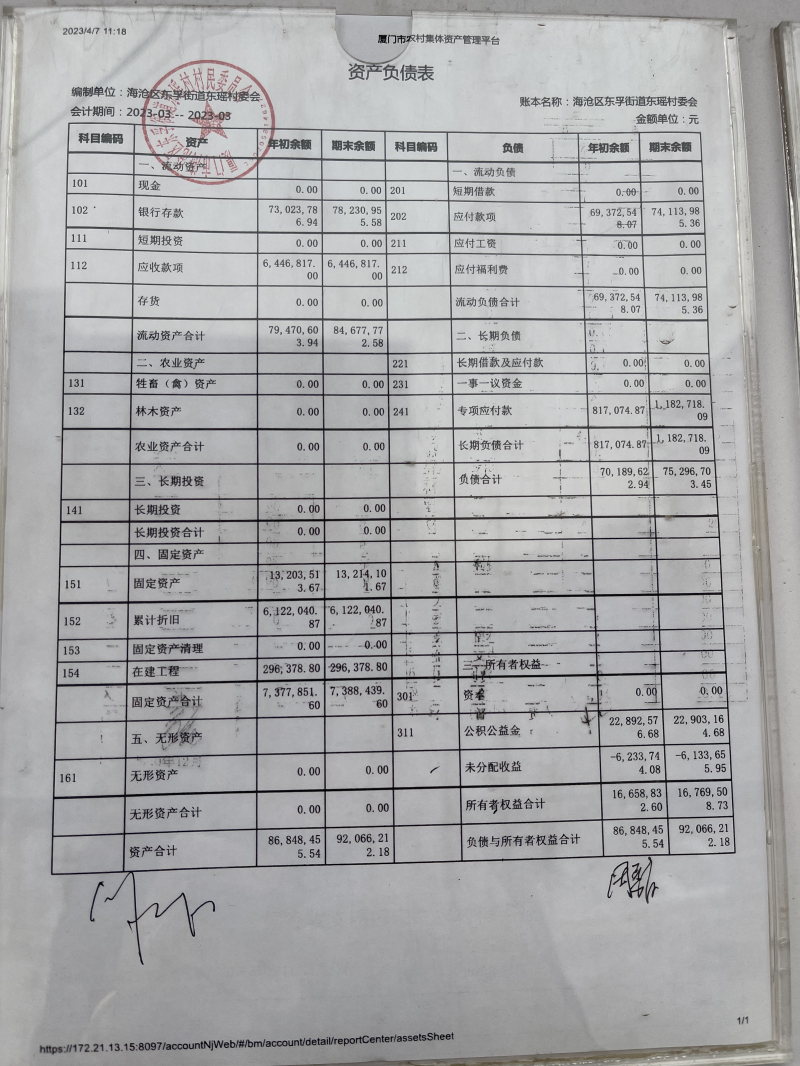 2023/4/7 11:18
厦门市农村集体资产管理平台
资产负债表
编制单位：海沧区东孚街道东瑶村委会
账本名称：海沧区东孚街道东瑶村委会
会计期间：2023-03 -- 2023-03
金额单位：元
科目编码 资产 年初余额 期末余额 科目编码 负债 年初余额 期末余额
一、流动资产 一、流动负债
101 现金 0.00 0.00 201 短期借款 0.00 0.00
102 银行存款 73,023,786.94 78,230,955.58 202 应付款项 69,372,548.07 74,113,985.36
111 短期投资 0.00 0.00 211 应付工资 0.00 0.00
112 应收款项 6,446,817.00 6,446,817.00 212 应付福利费 0.00 0.00
存货 0.00 0.00 流动负债合计 69,372,548.07 74,113,985.36
流动资产合计 79,470,603.94 84,677,772.58 二、长期负债
二、农业资产 221 长期借款及应付款 0.00 0.00
131 牲畜（禽）资产 0.00 0.00 231 一事一议资金 0.00 0.00
132 林木资产 0.00 0.00 241 专项应付款 817,074.87 1,182,718.09
农业资产合计 0.00 0.00 长期负债合计 817,074.87 1,182,718.09
三、长期投资 负债合计 70,189,622.94 75,296,703.45
141 长期投资 0.00 0.00
长期投资合计 0.00 0.00
四、固定资产
151 固定资产 13,203,513.67 13,214,101.67
152 累计折旧 6,122,040.87 6,122,040.87
153 固定资产清理 0.00 0.00
154 在建工程 296,378.80 296,378.80 三、所有者权益
固定资产合计 7,377,851.60 7,388,439.60 301 资本 0.00 0.00
五、无形资产 311 公积公益金 22,892,576.68 22,903,164.68
161 无形资产 0.00 0.00 未分配收益 -6,233,744.08 -6,133,655.95
无形资产合计 0.00 0.00 所有者权益合计 16,658,832.60 16,769,508.73
资产合计 86,848,455.54 92,066,212.18 负债与所有者权益合计 86,848,455.54 92,066,212.18
1/1
https://172.21.13.15:8097/accountNjWeb/#/bm/account/detail/reportCenter/assetsSheet